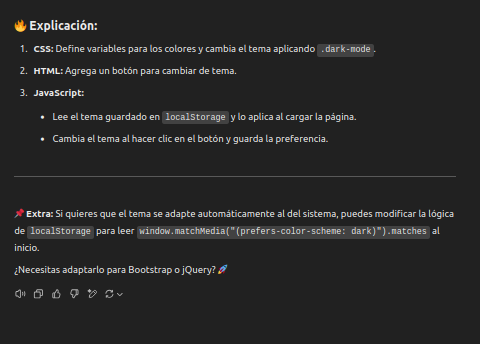 🔥 Explicación:
1. CSS: Define variables para los colores y cambia el tema aplicando .dark-mode.
2. HTML: Agrega un botón para cambiar de tema.
3. JavaScript:
• Lee el tema guardado en localStorage y lo aplica al cargar la página.
• Cambia el tema al hacer clic en el botón y guarda la preferencia.
📌 Extra: Si quieres que el tema se adapte automáticamente al del sistema, puedes modificar la lógica
de localStorage para leer window.matchMedia("(prefers-color-scheme: dark)").matches al
inicio.
¿Necesitas adaptarlo para Bootstrap o jQuery? 🚀